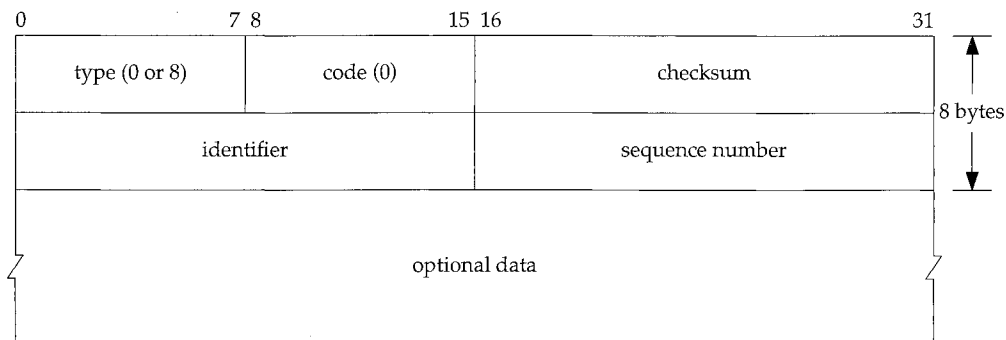 0 7 8 15 16 31
type (0 or 8) code (0) checksum
8 bytes
identifier sequence number
optional data